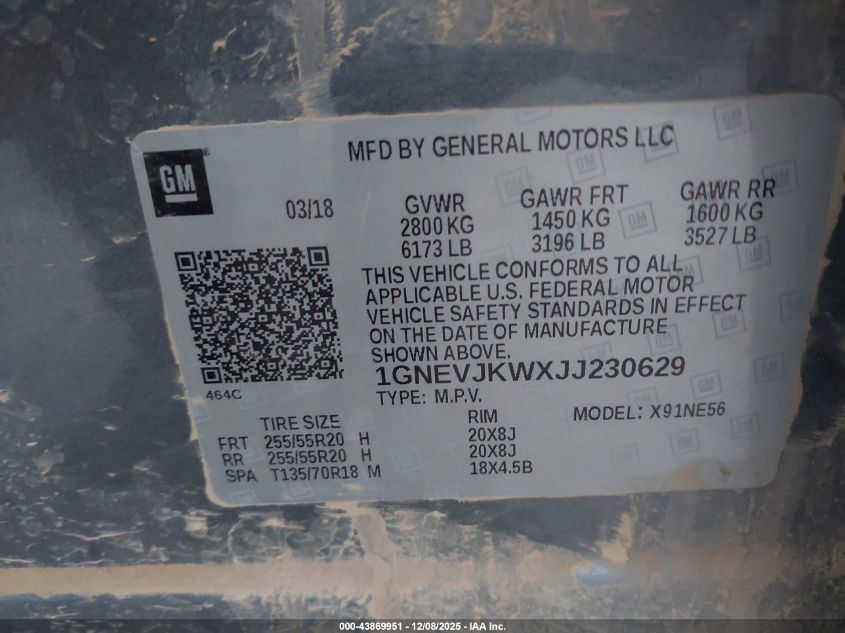 MFD BY GENERAL MOTORS LLC
GM
03/18
GVWR GAWR FRT GAWR RR
2800 KG 1450 KG 1600 KG
6173 LB 3196 LB 3527 LB
THIS VEHICLE CONFORMS TO ALL
APPLICABLE U.S. FEDERAL MOTOR
VEHICLE SAFETY STANDARDS IN EFFECT
ON THE DATE OF MANUFACTURE
SHOWN ABOVE.
1GNEVJKWXJJ230629
464C
TYPE: M.P.V.
MODEL: X91NE56
TIRE SIZE RIM
FRT 255/55R20 H 20X8J
RR 255/55R20 H 20X8J
SPA T135/70R18 M 18X4.5B
000-43869951 - 12/08/2025 - IAA Inc.